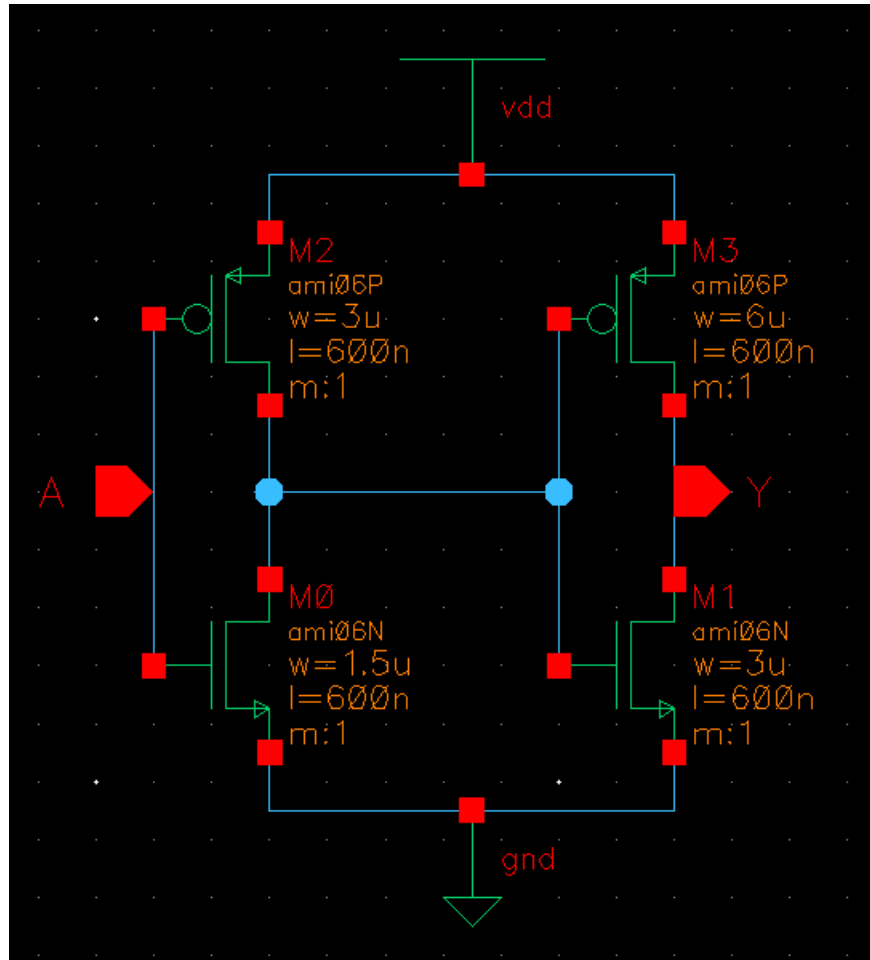 vdd
M2
ami06P
w=3u
l=600n
m:1
M3
ami06P
w=6u
l=600n
m:1
A
Y
M0
ami06N
w=1.5u
l=600n
m:1
M1
ami06N
w=3u
l=600n
m:1
gnd